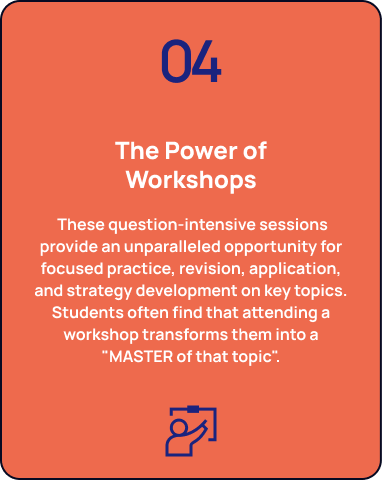 04
The Power of
Workshops
These question-intensive sessions
provide an unparalleled opportunity for
focused practice, revision, application,
and strategy development on key topics.
Students often find that attending a
workshop transforms them into a
"MASTER of that topic".